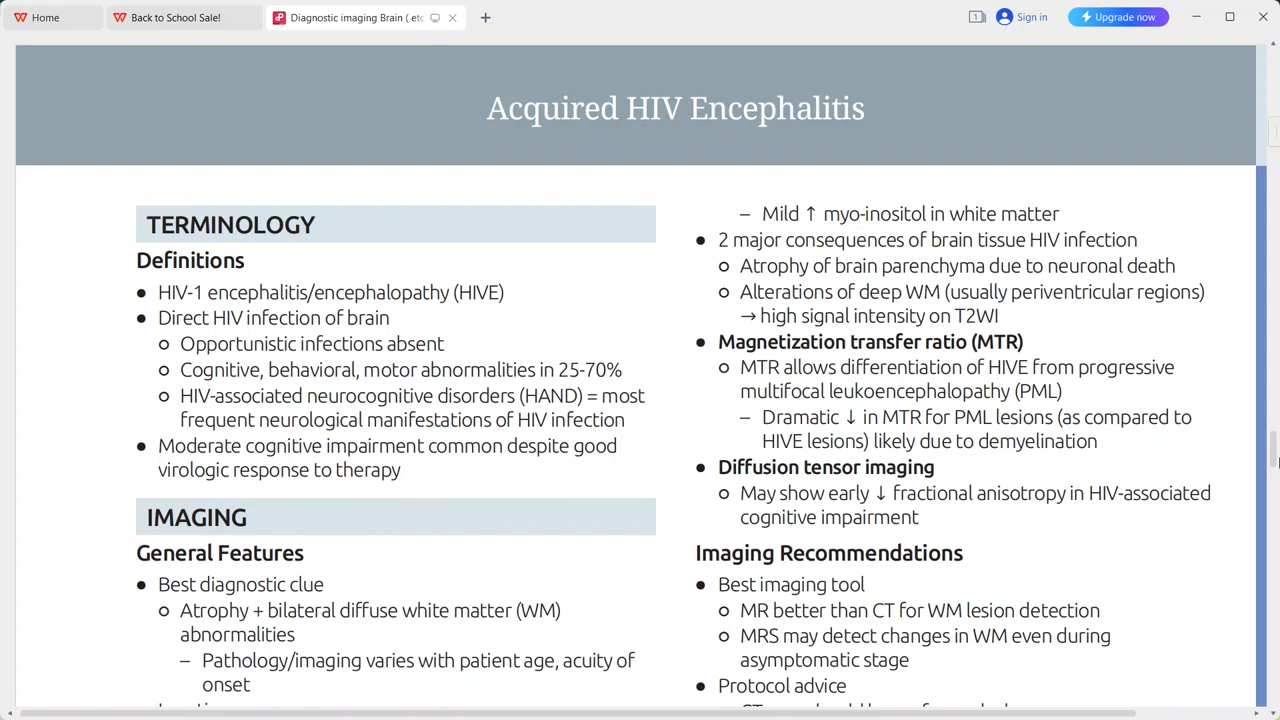 Home
Back to School Sale!
Diagnostic imaging Brain ( etc
1
Sign in
Upgrade now
Acquired HIV Encephalitis
TERMINOLOGY
Definitions
● HIV-1 encephalitis/encephalopathy (HIVE)
● Direct HIV infection of brain
○ Opportunistic infections absent
○ Cognitive, behavioral, motor abnormalities in 25-70%
○ HIV-associated neurocognitive disorders (HAND) = most
frequent neurological manifestations of HIV infection
● Moderate cognitive impairment common despite good
virologic response to therapy
IMAGING
General Features
● Best diagnostic clue
○ Atrophy + bilateral diffuse white matter (WM)
abnormalities
– Pathology/imaging varies with patient age, acuity of
onset
– Mild ↑ myo-inositol in white matter
● 2 major consequences of brain tissue HIV infection
○ Atrophy of brain parenchyma due to neuronal death
○ Alterations of deep WM (usually periventricular regions)
→ high signal intensity on T2WI
● Magnetization transfer ratio (MTR)
○ MTR allows differentiation of HIVE from progressive
multifocal leukoencephalopathy (PML)
– Dramatic ↓ in MTR for PML lesions (as compared to
HIVE lesions) likely due to demyelination
● Diffusion tensor imaging
○ May show early ↓ fractional anisotropy in HIV-associated
cognitive impairment
Imaging Recommendations
● Best imaging tool
○ MR better than CT for WM lesion detection
○ MRS may detect changes in WM even during
asymptomatic stage
● Protocol advice